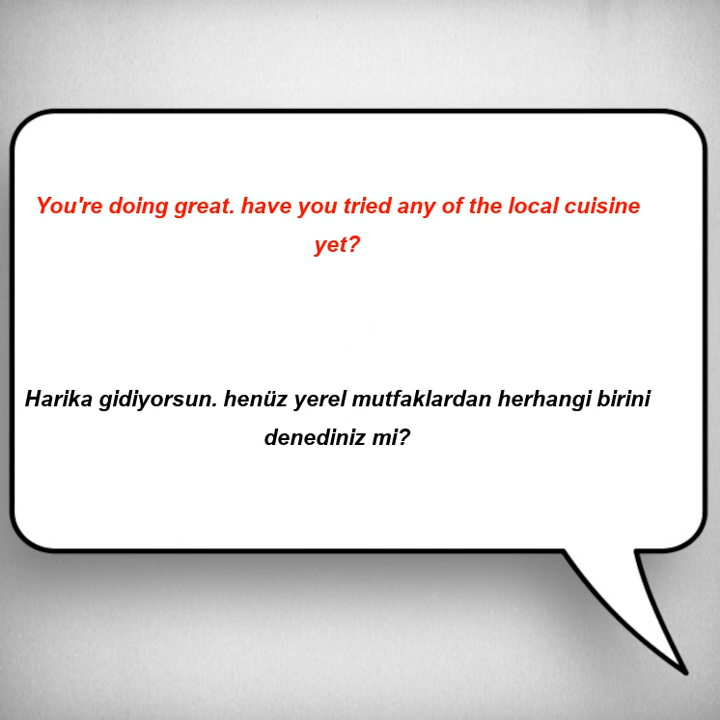 You're doing great. have you tried any of the local cuisine
yet?
Harika gidiyorsun. henüz yerel mutfaklardan herhangi birini
denediniz mi?